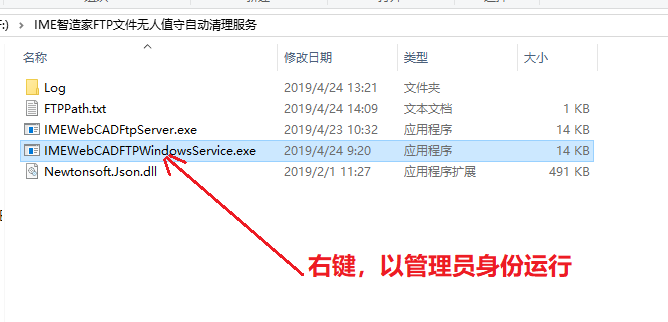 :) > IME智造家FTP文件无人值守自动清理服务
名称 修改日期 类型 大小
Log 2019/4/24 13:21 文件夹
FTPPath.txt 2019/4/24 14:09 文本文档 1 KB
IMEWebCADFtpServer.exe 2019/4/23 10:32 应用程序 14 KB
IMEWebCADFTPWindowsService.exe 2019/4/24 9:20 应用程序 14 KB
Newtonsoft.Json.dll 2019/2/1 11:27 应用程序扩展 491 KB
右键，以管理员身份运行